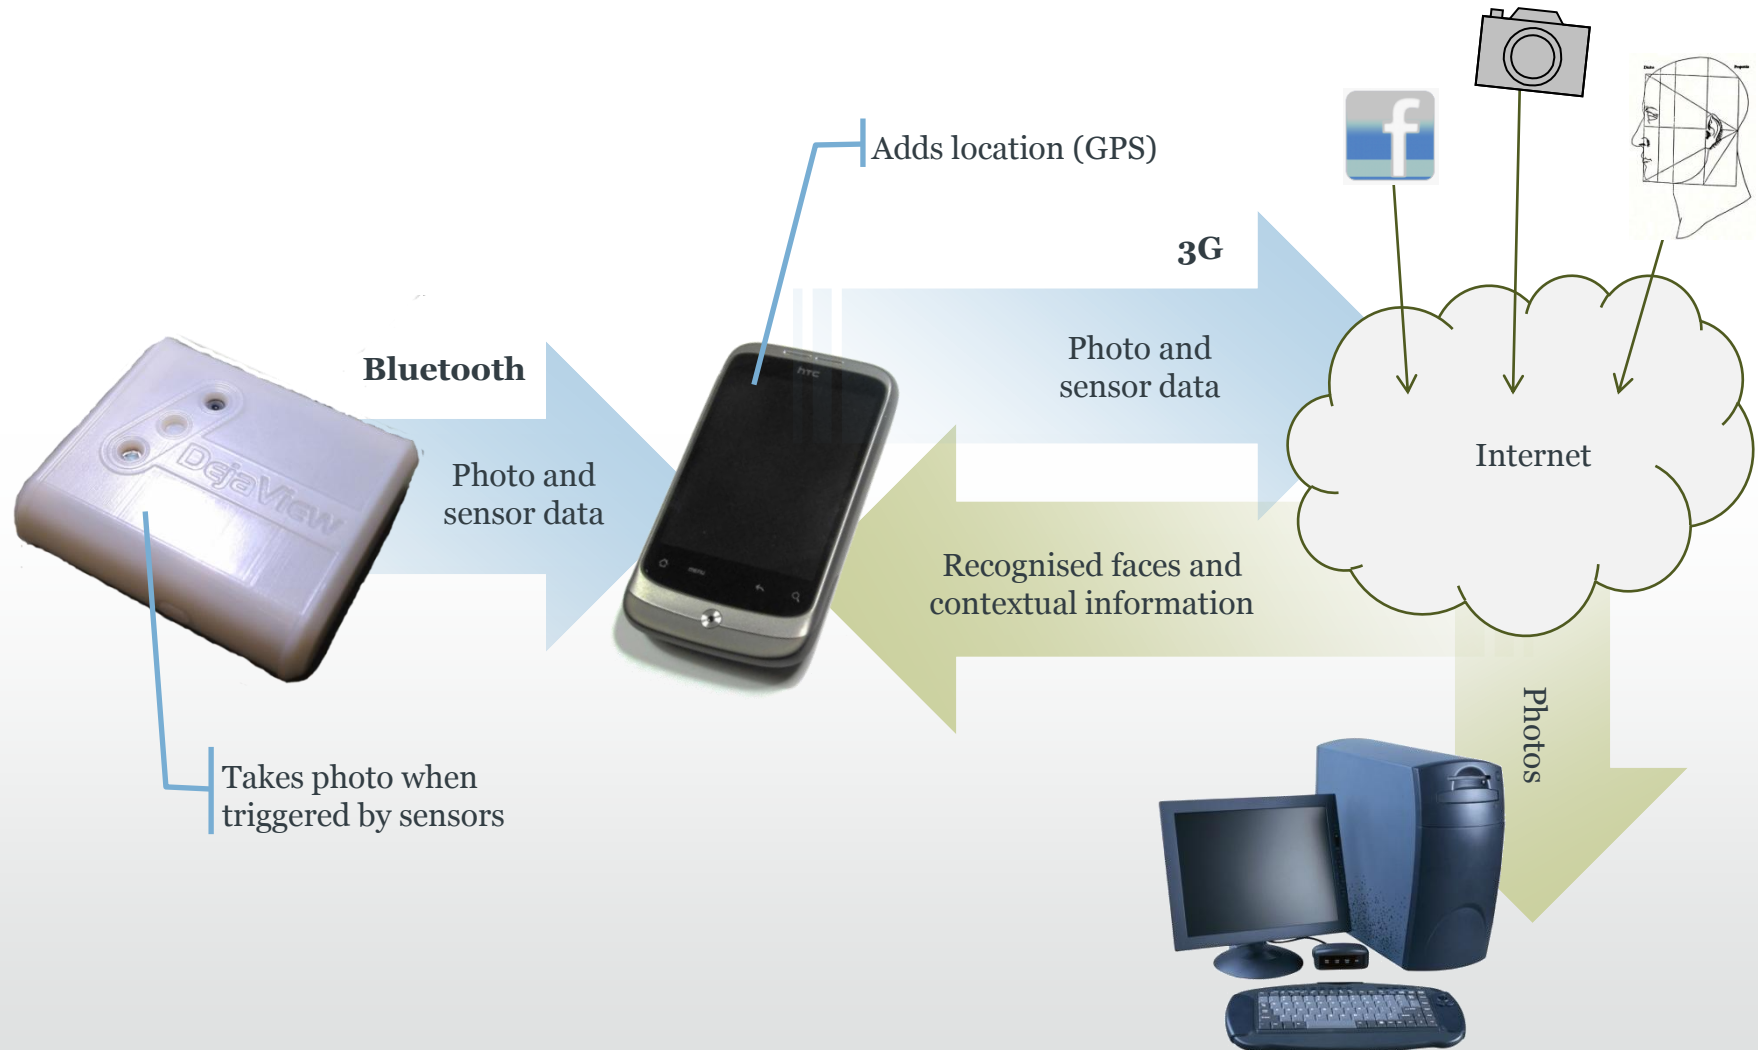 Adds location (GPS)
3G
Bluetooth
Photo and
sensor data
Photo and
sensor data
hTC
DejaView
menu
Internet
Recognised faces and
contextual information
Photos
Takes photo when
triggered by sensors
f